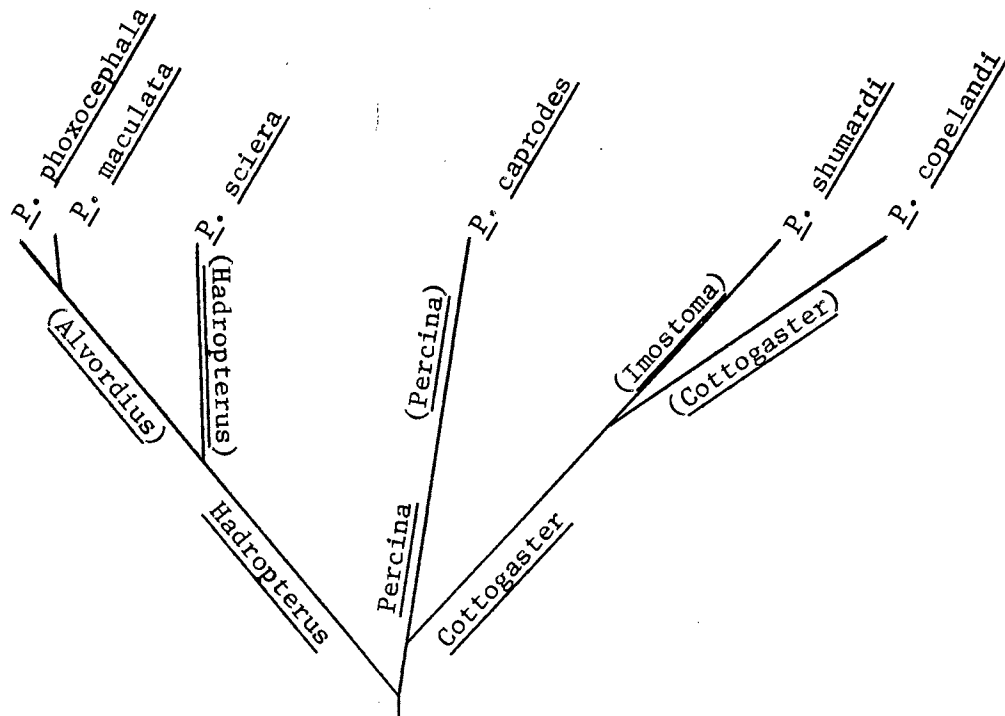 P. phoxocephala
P. maculata
P. sciera
P. caprodes
P. shumardi
P. copelandi
(Alvordius)
(Hadropterus)
(Percina)
(Imostoma)
(Cottogaster)
Hadropterus
Percina
Cottogaster